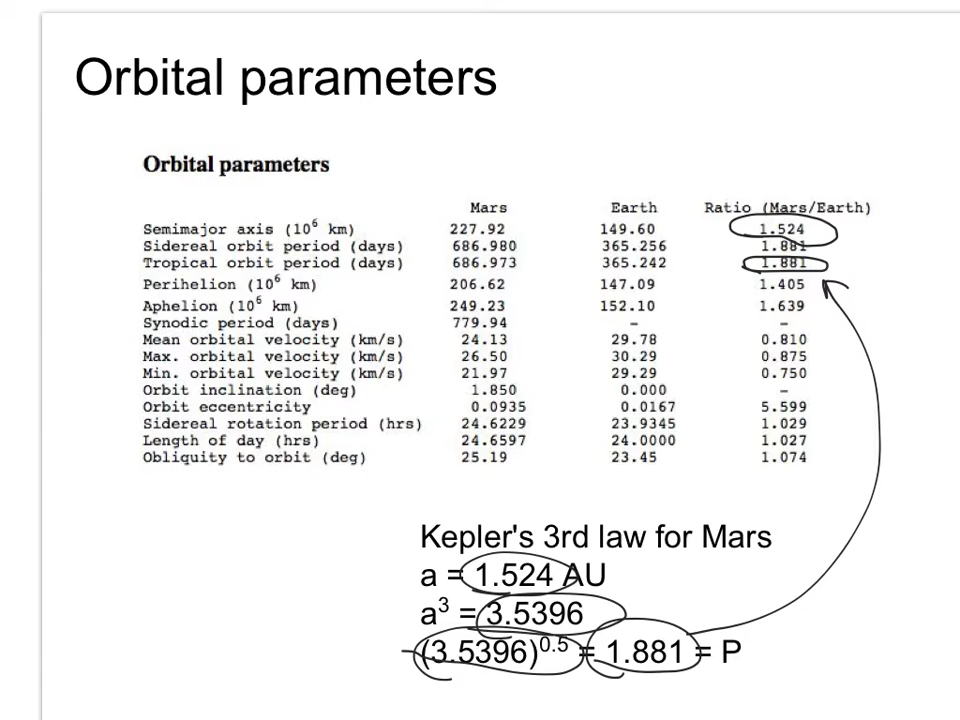 Orbital parameters
Orbital parameters
Mars Earth Ratio (Mars/Earth)
Semimajor axis (10⁶ km) 227.92 149.60 1.524
Sidereal orbit period (days) 686.980 365.256 1.881
Tropical orbit period (days) 686.973 365.242 1.881
Perihelion (10⁶ km) 206.62 147.09 1.405
Aphelion (10⁶ km) 249.23 152.10 1.639
Synodic period (days) 779.94 - -
Mean orbital velocity (km/s) 24.13 29.78 0.810
Max. orbital velocity (km/s) 26.50 30.29 0.875
Min. orbital velocity (km/s) 21.97 29.29 0.750
Orbit inclination (deg) 1.850 0.000 -
Orbit eccentricity 0.0935 0.0167 5.599
Sidereal rotation period (hrs) 24.6229 23.9345 1.029
Length of day (hrs) 24.6597 24.0000 1.027
Obliquity to orbit (deg) 25.19 23.45 1.074
Kepler's 3rd law for Mars
a = 1.524 AU
a³ = 3.5396
(3.5396)^0.5 = 1.881 = P